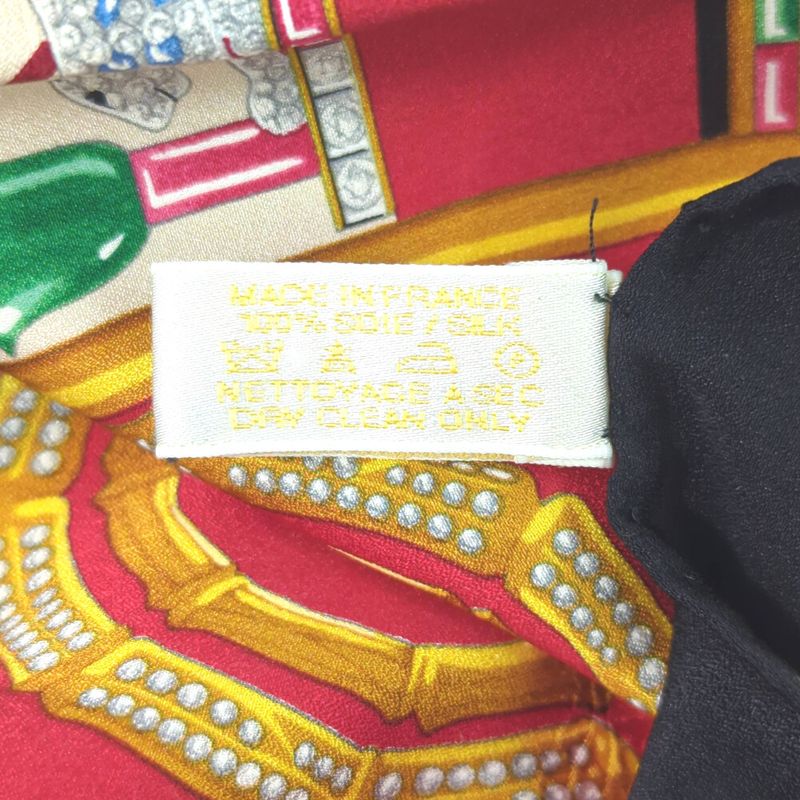 MADE IN FRANCE
100% SOIE / SILK
NETTOYAGE A SEC
DRY CLEAN ONLY